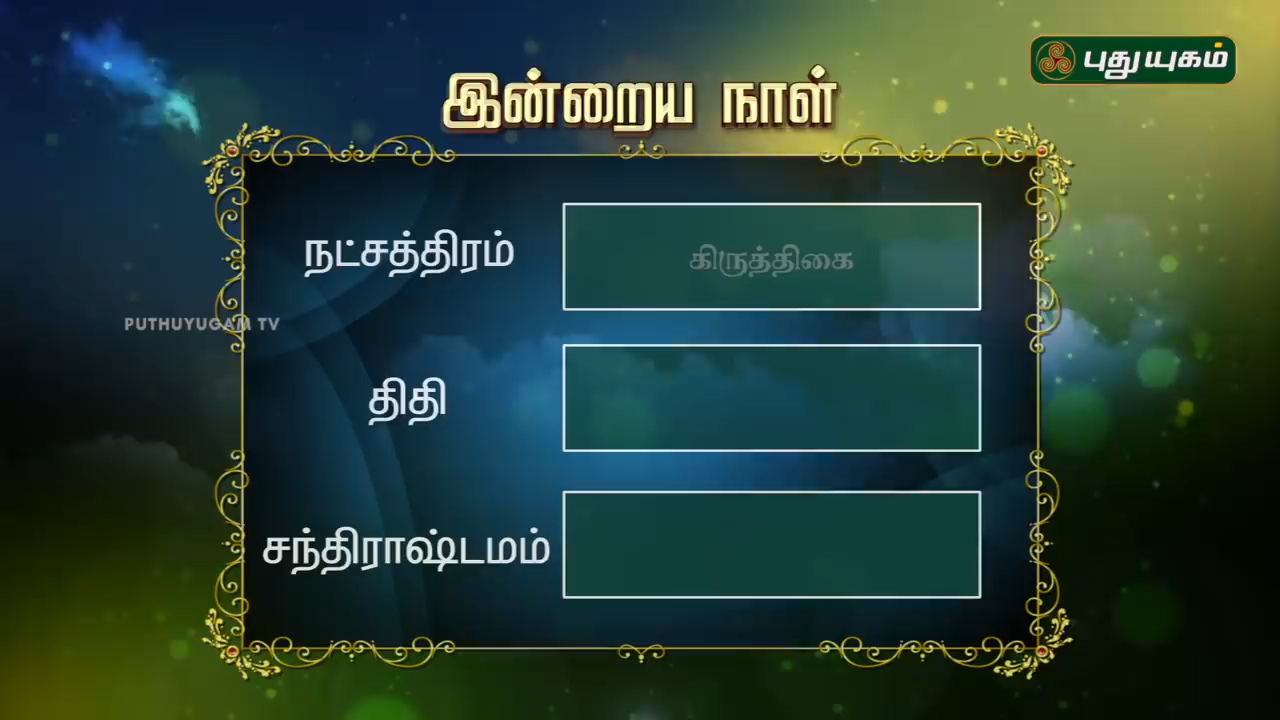 புதுயுகம்
இன்றைய நாள்
நட்சத்திரம்
கிருத்திகை
PUTHUYUGAM TV
திதி
சந்திராஷ்டமம்